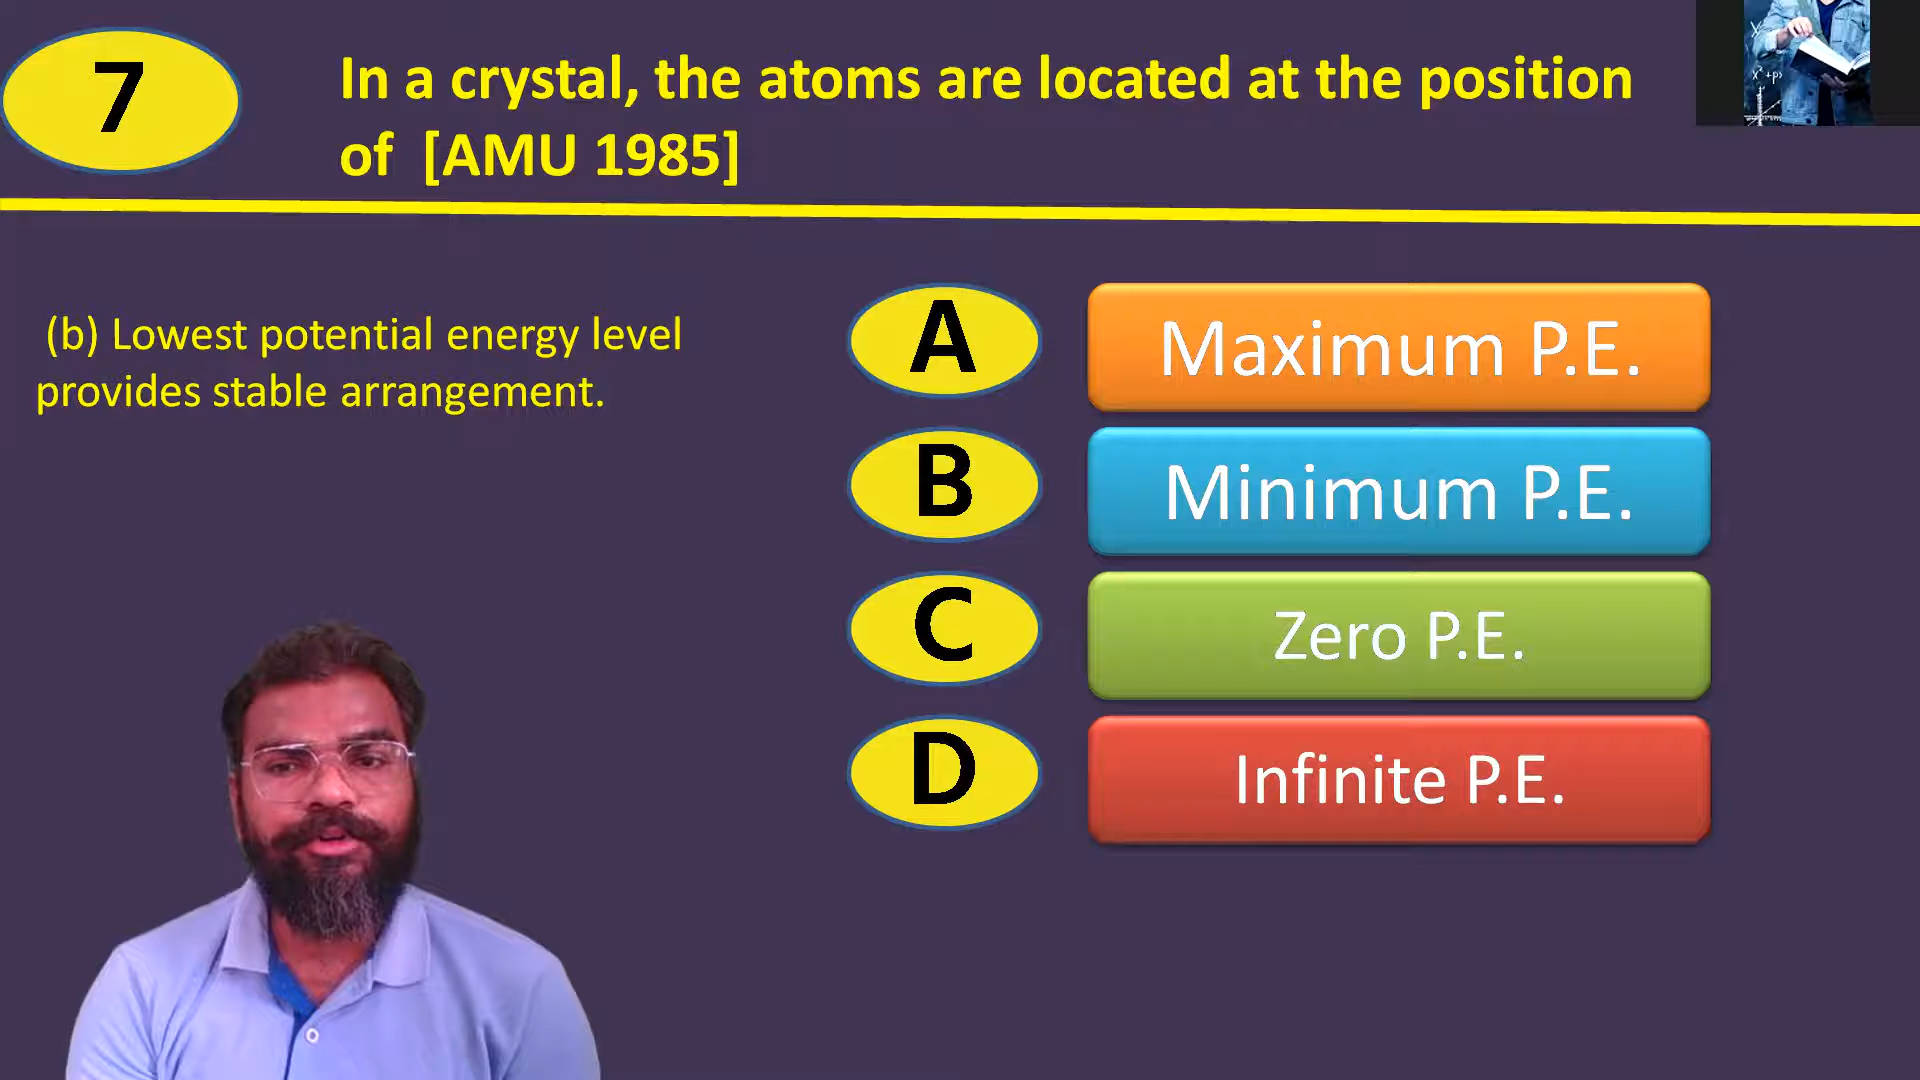 7
In a crystal, the atoms are located at the position
of [AMU 1985]
(b) Lowest potential energy level
provides stable arrangement.
A
Maximum P.E.
B
Minimum P.E.
C
Zero P.E.
D
Infinite P.E.